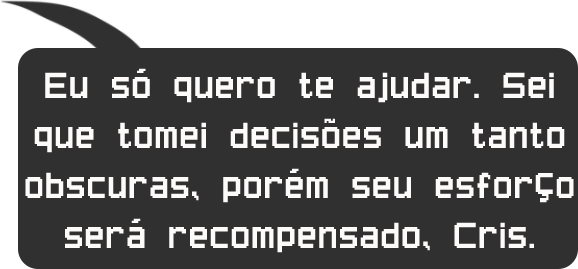 Eu só quero te ajudar. Sei
que tomei decisões um tanto
obscuras, porém seu esforço
será recompensado, Cris.